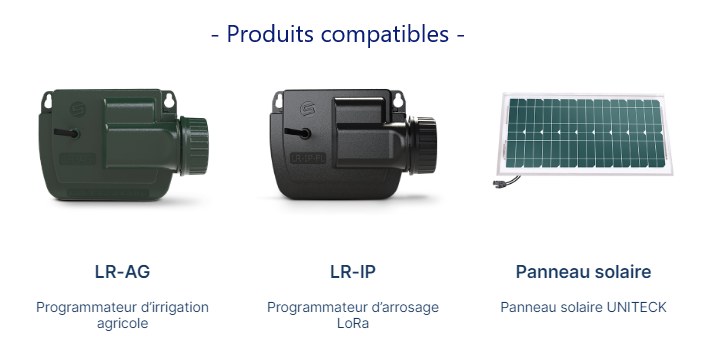 - Produits compatibles -
LR-AG
LR-IP
Panneau solaire
Programmateur d'irrigation
agricole
Programmateur d'arrosage
LoRa
Panneau solaire UNITECK